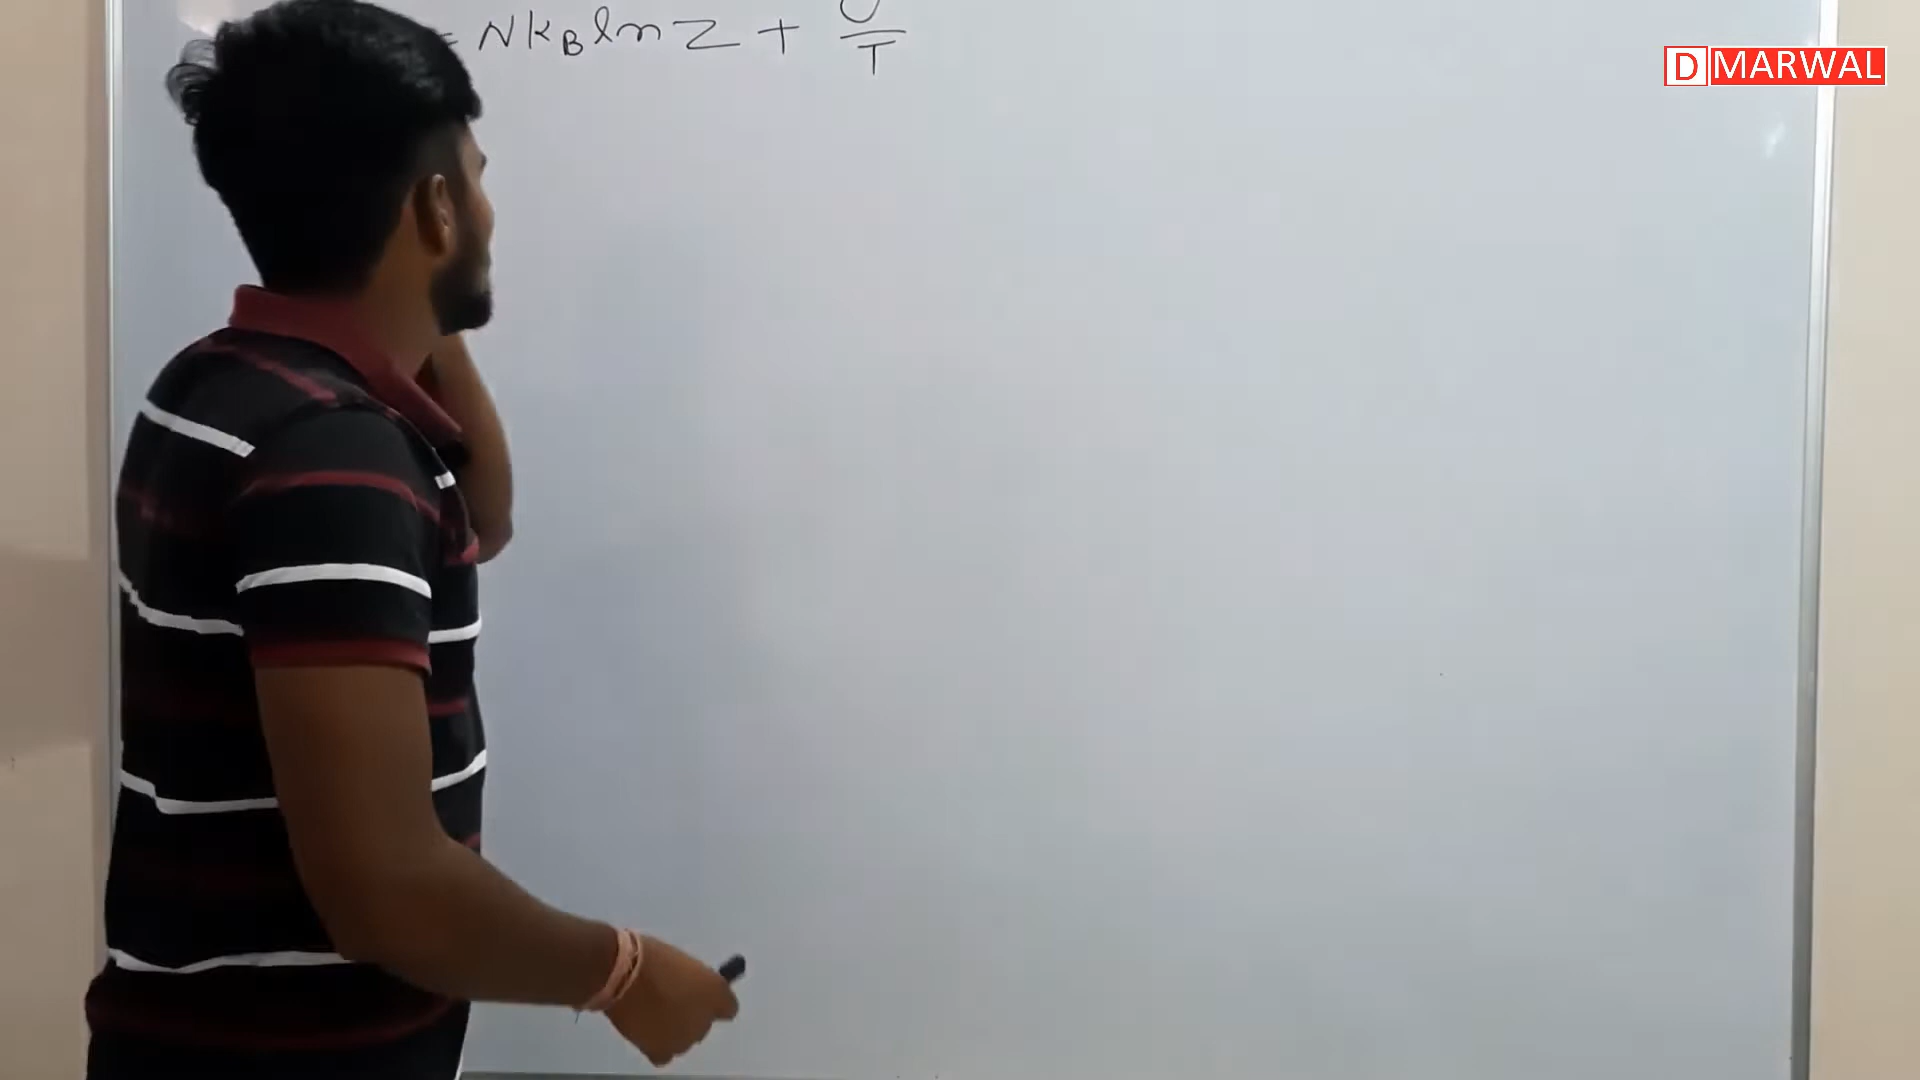 = NkB ln Z + U/T
D MARWAL